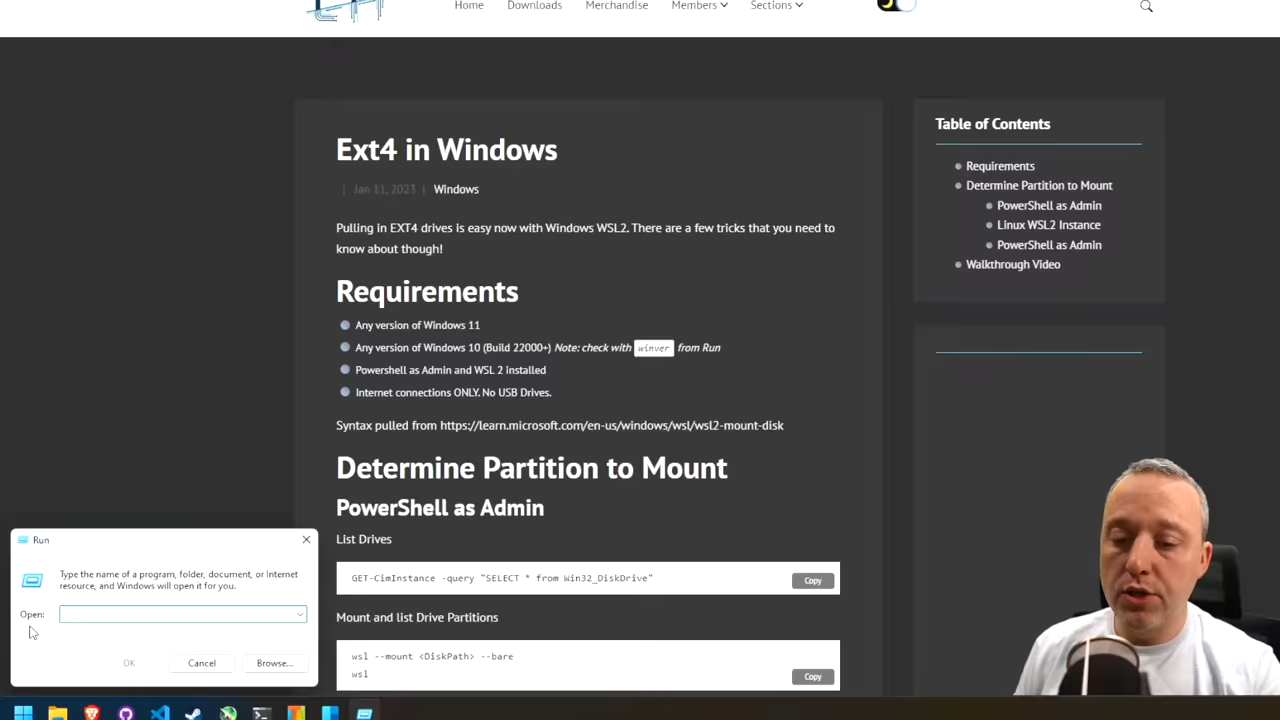 Home Downloads Merchandise Members Sections
Ext4 in Windows
| Jan 11, 2023 | Windows
Pulling in EXT4 drives is easy now with Windows WSL2. There are a few tricks that you need to
know about though!
Requirements
Any version of Windows 11
Any version of Windows 10 (Build 22000+) Note: check with winver from Run
Powershell as Admin and WSL 2 installed
Internet connections ONLY. No USB Drives.
Syntax pulled from https://learn.microsoft.com/en-us/windows/wsl/wsl2-mount-disk
Determine Partition to Mount
PowerShell as Admin
List Drives
GET-CimInstance -query "SELECT * from Win32_DiskDrive"
Copy
Mount and list Drive Partitions
wsl --mount <DiskPath> --bare
wsl
Copy
Table of Contents
Requirements
Determine Partition to Mount
PowerShell as Admin
Linux WSL2 Instance
PowerShell as Admin
Walkthrough Video
Run
Type the name of a program, folder, document, or Internet
resource, and Windows will open it for you.
Open:
OK Cancel Browse...